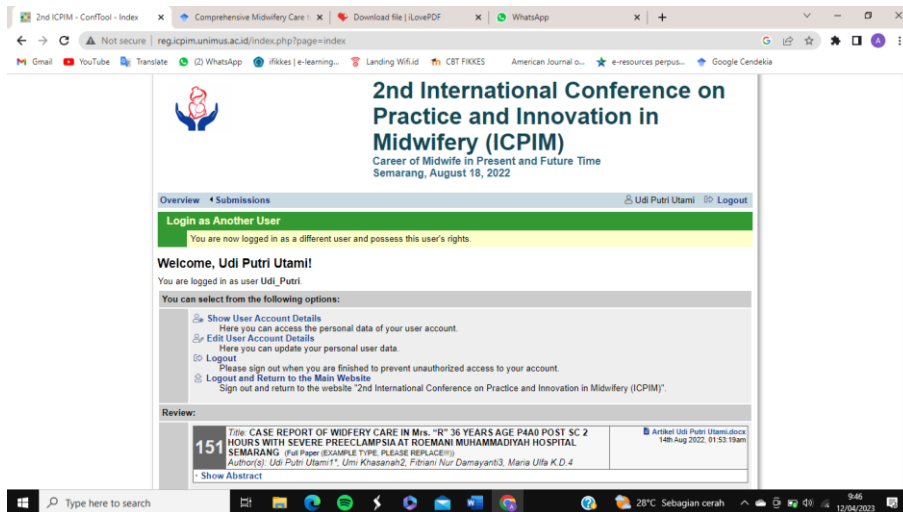 2nd ICPIM - ConfTool - Index
Comprehensive Midwifery Care
Download file | iLovePDF
WhatsApp
Not secure | reg.icpim.unimus.ac.id/index.php?page=index
Gmail YouTube Translate (2) WhatsApp ifikkes | e-learning... Landing Wifi.id CBT FIKKES American Journal o... e-resources perpus... Google Cendekia
2nd International Conference on
Practice and Innovation in
Midwifery (ICPIM)
Career of Midwife in Present and Future Time
Semarang, August 18, 2022
Overview Submissions Udi Putri Utami Logout
Login as Another User
You are now logged in as a different user and possess this user's rights.
Welcome, Udi Putri Utami!
You are logged in as user Udi_Putri.
You can select from the following options:
Show User Account Details
Here you can access the personal data of your user account.
Edit User Account Details
Here you can update your personal user data.
Logout
Please sign out when you are finished to prevent unauthorized access to your account.
Logout and Return to the Main Website
Sign out and return to the website "2nd International Conference on Practice and Innovation in Midwifery (ICPIM)".
Review:
151
Title: CASE REPORT OF WIDFERY CARE IN Mrs. "R" 36 YEARS AGE P4A0 POST SC 2
HOURS WITH SEVERE PREECLAMPSIA AT ROEMANI MUHAMMADIYAH HOSPITAL
SEMARANG (Full Paper (EXAMPLE TYPE, PLEASE REPLACE!!!))
Author(s): Udi Putri Utami1*, Umi Khasanah2, Fitriani Nur Damayanti3, Maria Ulfa K.D.4
Artikel Udi Putri Utami.docx
14th Aug 2022, 01:53:19am
Show Abstract
Type here to search
28°C Sebagian cerah
9:46
12/04/2023